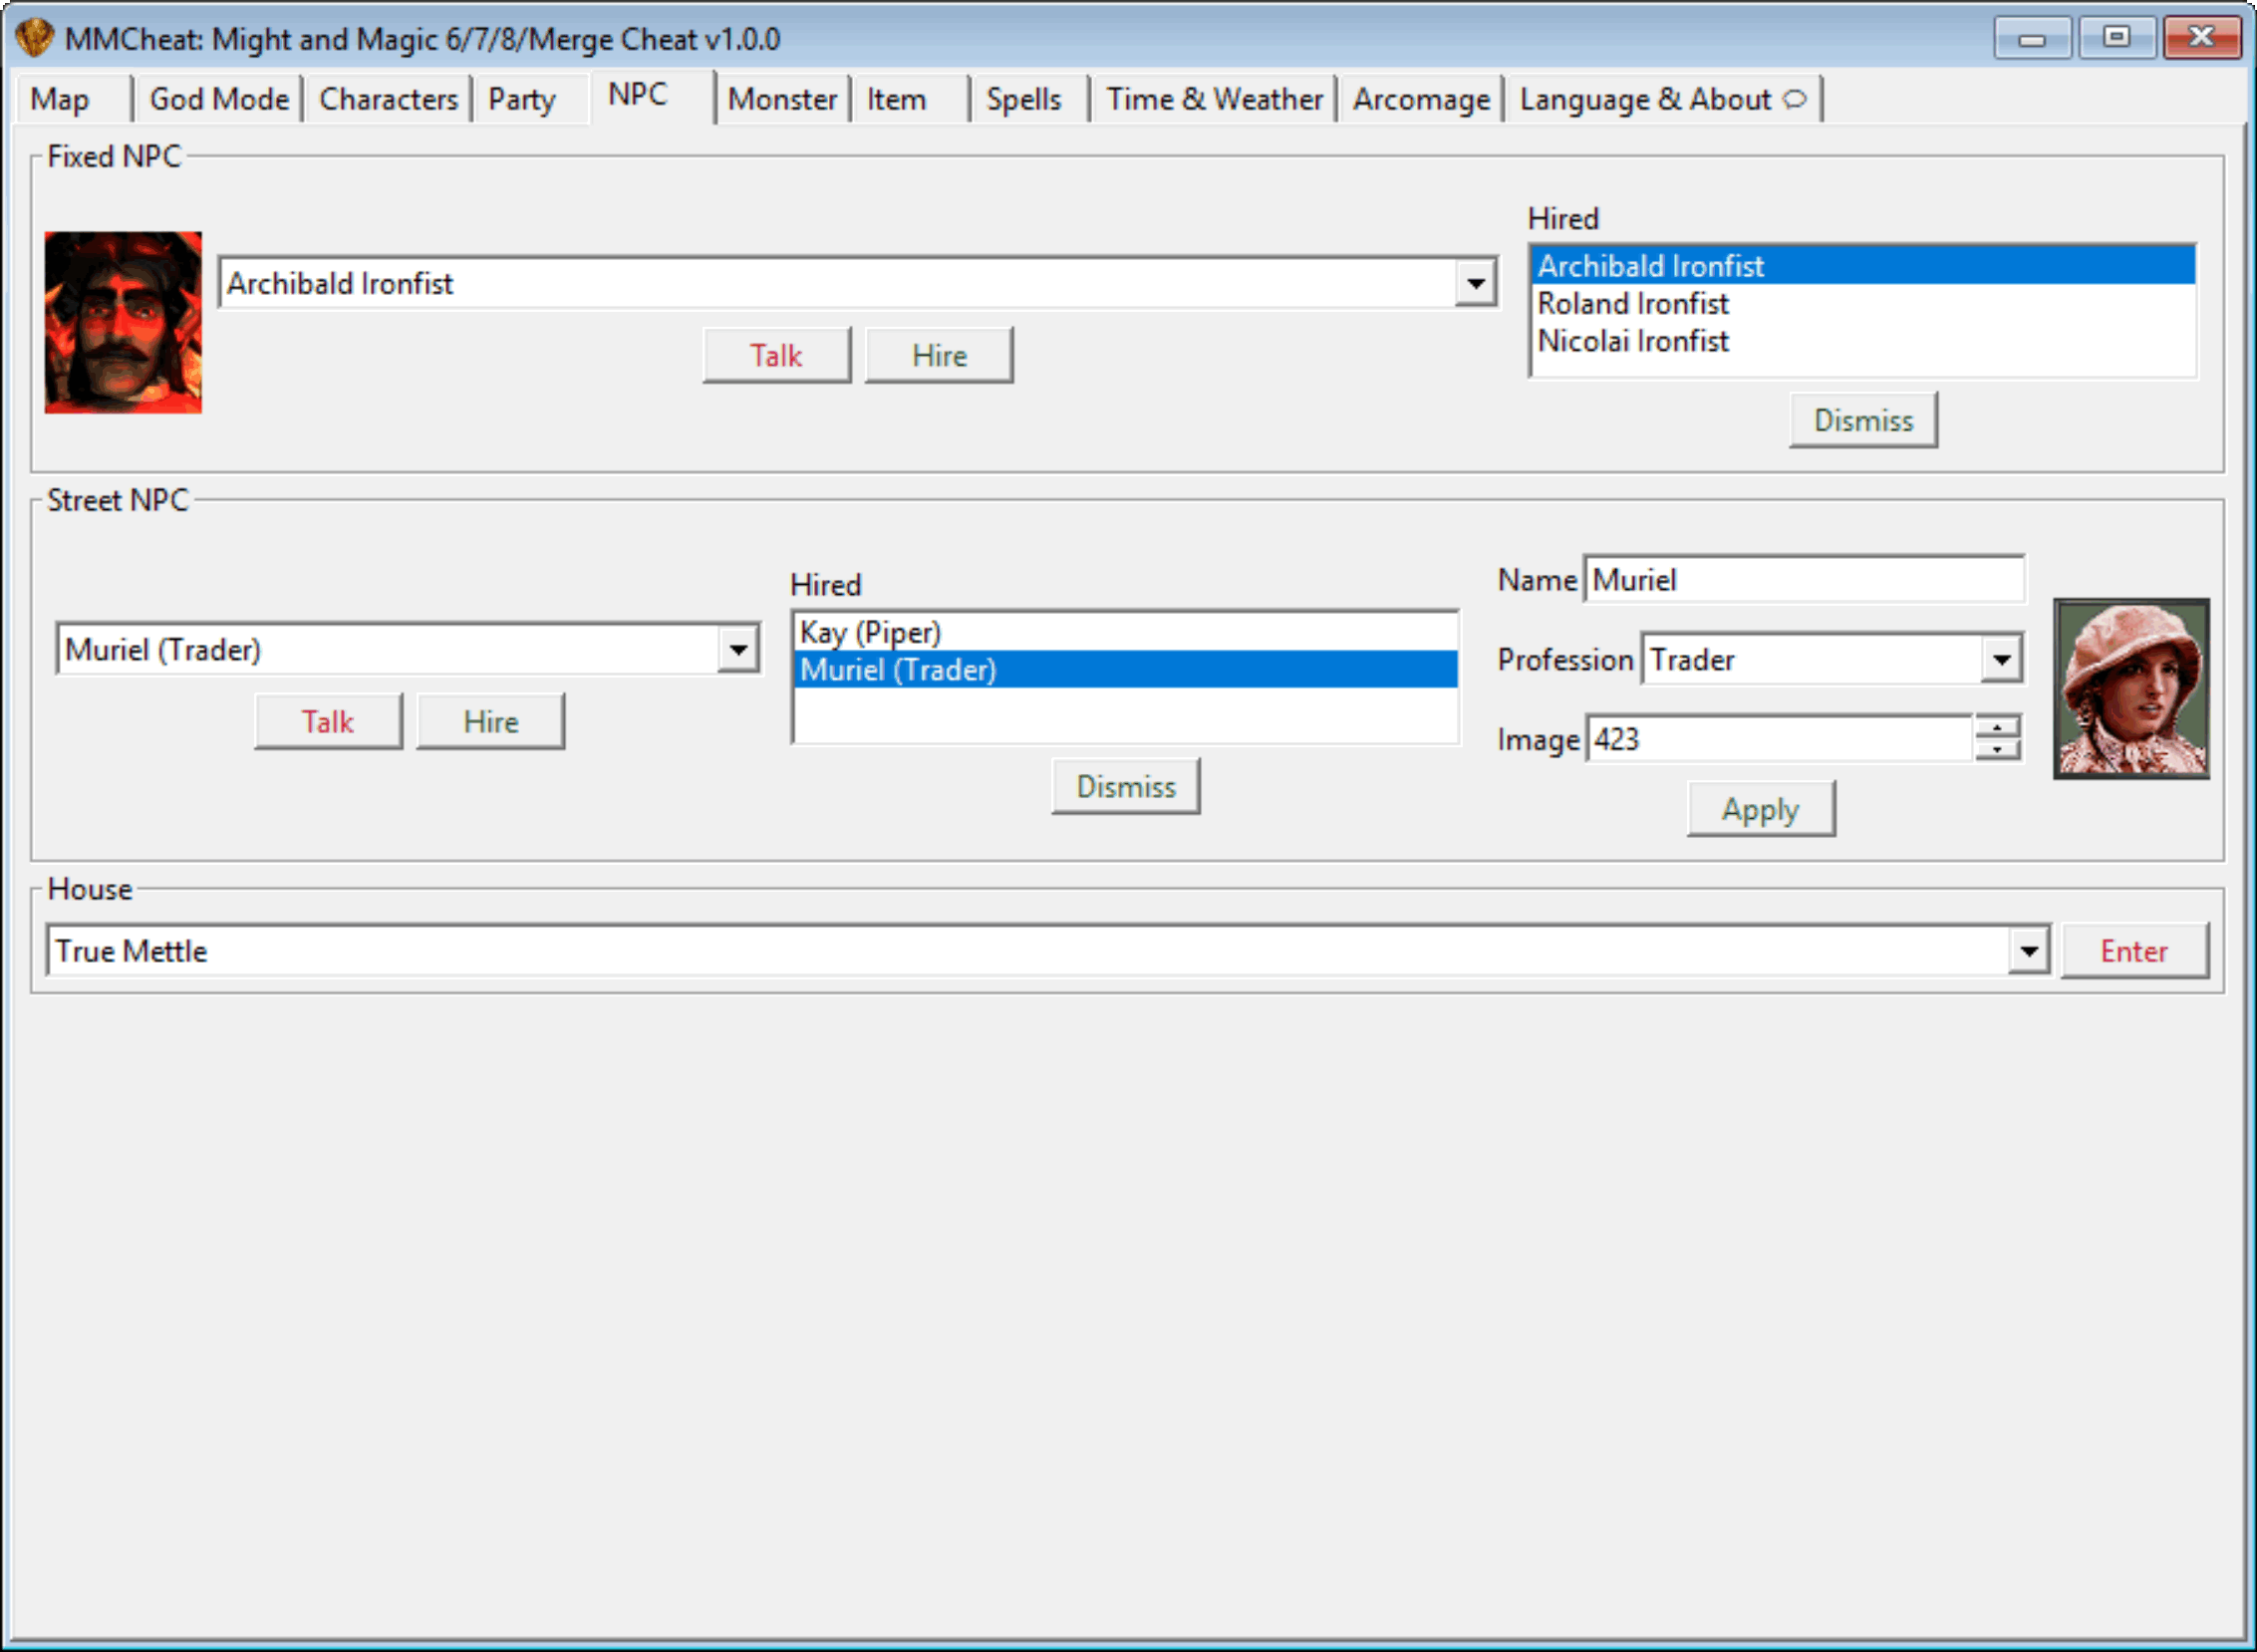 MMCheat: Might and Magic 6/7/8/Merge Cheat v1.0.0
Map God Mode Characters Party NPC Monster Item Spells Time & Weather Arcomage Language & About
Fixed NPC
Archibald Ironfist
Talk Hire
Hired
Archibald Ironfist
Roland Ironfist
Nicolai Ironfist
Dismiss
Street NPC
Muriel (Trader)
Talk Hire
Hired
Kay (Piper)
Muriel (Trader)
Dismiss
Name Muriel
Profession Trader
Image 423
Apply
House
True Mettle Enter